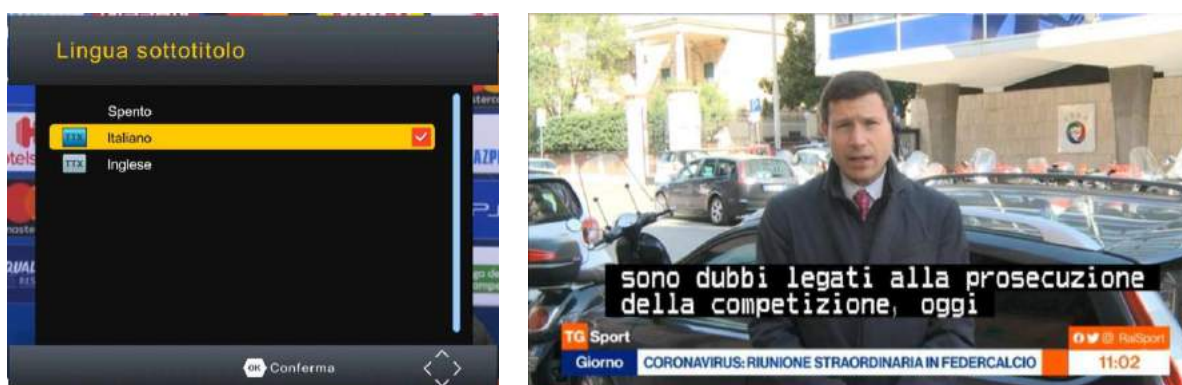 Lingua sottotitolo
Spento
TTX Italiano
TTX Inglese
OK Conferma
sono dubbi legati alla prosecuzione
della competizione, oggi
TG Sport
RaiSport
Giorno CORONAVIRUS: RIUNIONE STRAORDINARIA IN FEDERCALCIO 11:02